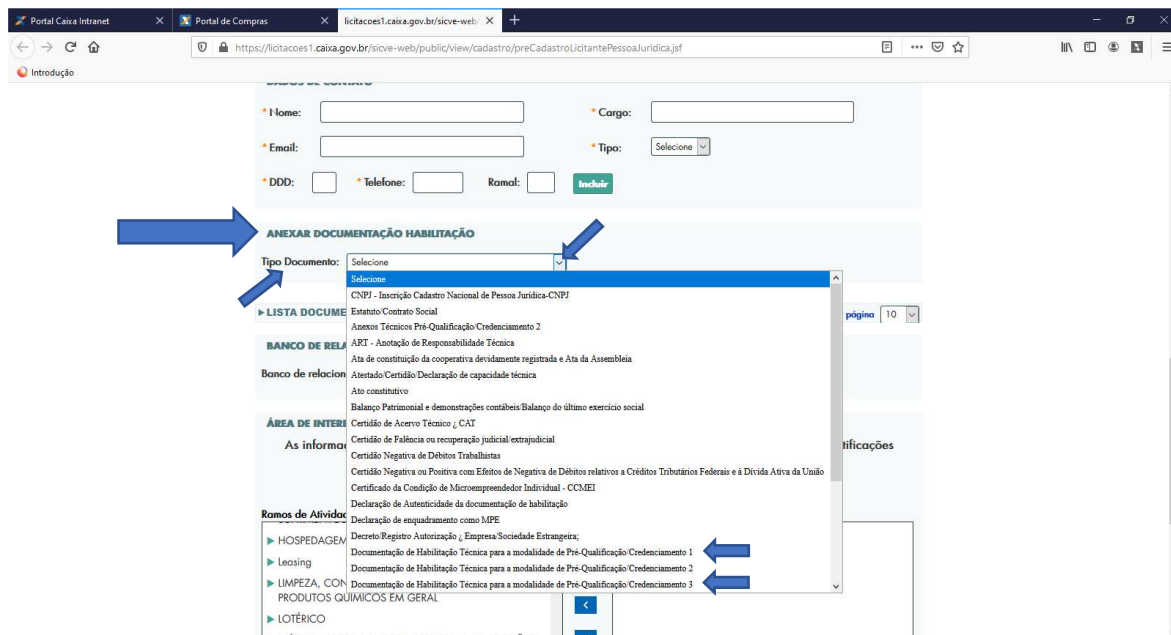 Portal Caixa Intranet
Portal de Compras
licitacoes1.caixa.gov.br/sicve-web/
https://licitacoes1.caixa.gov.br/sicve-web/public/view/cadastro/preCadastroLicitantePessoaJuridica.jsf
Introdução
DADOS DE CONTATO
* Nome: * Cargo:
* Email: * Tipo: Selecione
* DDD: * Telefone: Ramal: Incluir
ANEXAR DOCUMENTAÇÃO HABILITAÇÃO
Tipo Documento: Selecione
Selecione
CNPJ - Inscrição Cadastro Nacional de Pessoa Jurídica-CNPJ
LISTA DOCUME Estatuto/Contrato Social página 10
Anexos Técnicos Pré-Qualificação/Credenciamento 2
BANCO DE RELA ART - Anotação de Responsabilidade Técnica
Ata de constituição da cooperativa devidamente registrada e Ata da Assembleia
Banco de relacion Atestado/Certidão/Declaração de capacidade técnica
Ato constitutivo
Balanço Patrimonial e demonstrações contábeis/Balanço do último exercício social
ÁREA DE INTERE Certidão de Acervo Técnico ¿ CAT
As informa Certidão de Falência ou recuperação judicial/extrajudicial tificações
Certidão Negativa de Débitos Trabalhistas
Certidão Negativa ou Positiva com Efeitos de Negativa de Débitos relativos a Créditos Tributários Federais e à Dívida Ativa da União
Certificado da Condição de Microempreendedor Individual - CCMEI
Declaração de Autenticidade da documentação de habilitação
Ramos de Atividad Declaração de enquadramento como MPE
Decreto/Registro Autorização ¿ Empresa/Sociedade Estrangeira;
HOSPEDAGEM Documentação de Habilitação Técnica para a modalidade de Pré-Qualificação/Credenciamento 1
Leasing Documentação de Habilitação Técnica para a modalidade de Pré-Qualificação/Credenciamento 2
LIMPEZA, CON Documentação de Habilitação Técnica para a modalidade de Pré-Qualificação/Credenciamento 3
PRODUTOS QUÍMICOS EM GERAL
LOTÉRICO